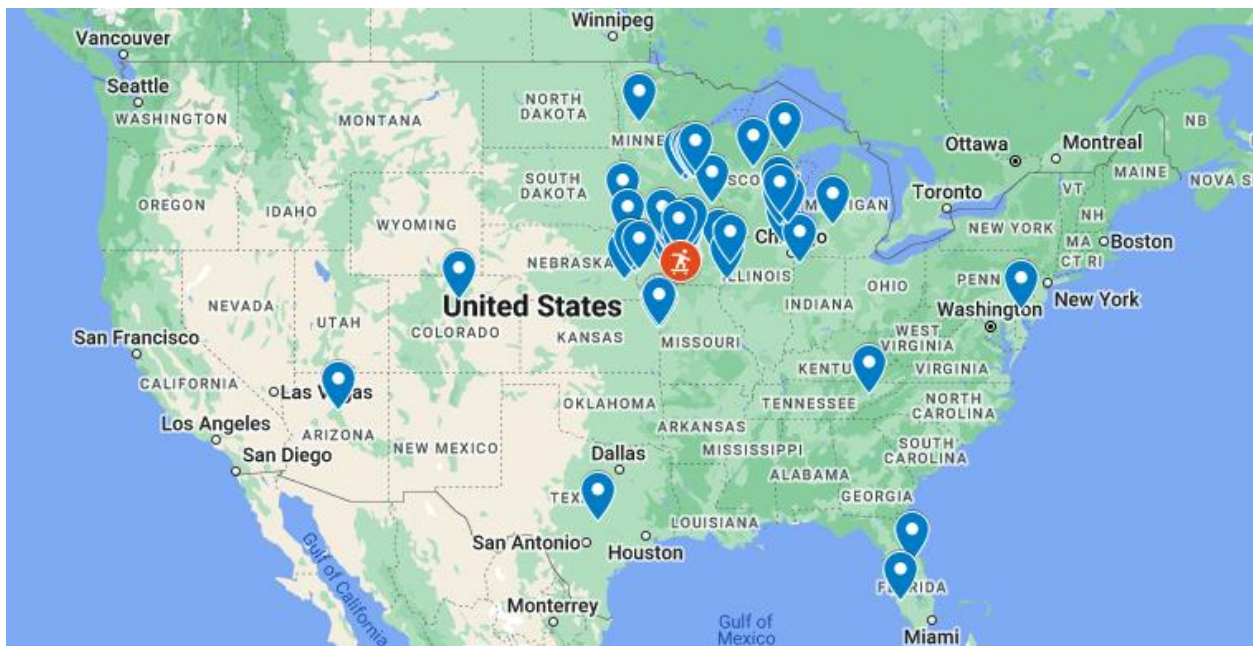 Winnipeg
Vancouver
Seattle
WASHINGTON
NORTH
DAKOTA
MONTANA
MINNE
Ottawa
Montreal
NB
MAINE
NOVA S
SOUTH
DAKOTA
SCO
Toronto
VT
NH
OREGON
IDAHO
WYOMING
MICHIGAN
NEW YORK
MA
Boston
CT RI
NEBRASKA
Ch
ILLINOIS
PENN
New York
United States
NEVADA
UTAH
COLORADO
KANSAS
MISSOURI
INDIANA
OHIO
Washington
WEST
VIRGINIA
San Francisco
CALIFORNIA
Las Vegas
KENTU
VIRGINIA
OKLAHOMA
TENNESSEE
NORTH
CAROLINA
Los Angeles
ARIZONA
NEW MEXICO
ARKANSAS
SOUTH
CAROLINA
San Diego
Dallas
MISSISSIPPI
ALABAMA
TEX
GEORGIA
LOUISIANA
San Antonio
Houston
Gulf of California
FLORIDA
Monterrey
Gulf of
Mexico
Miami